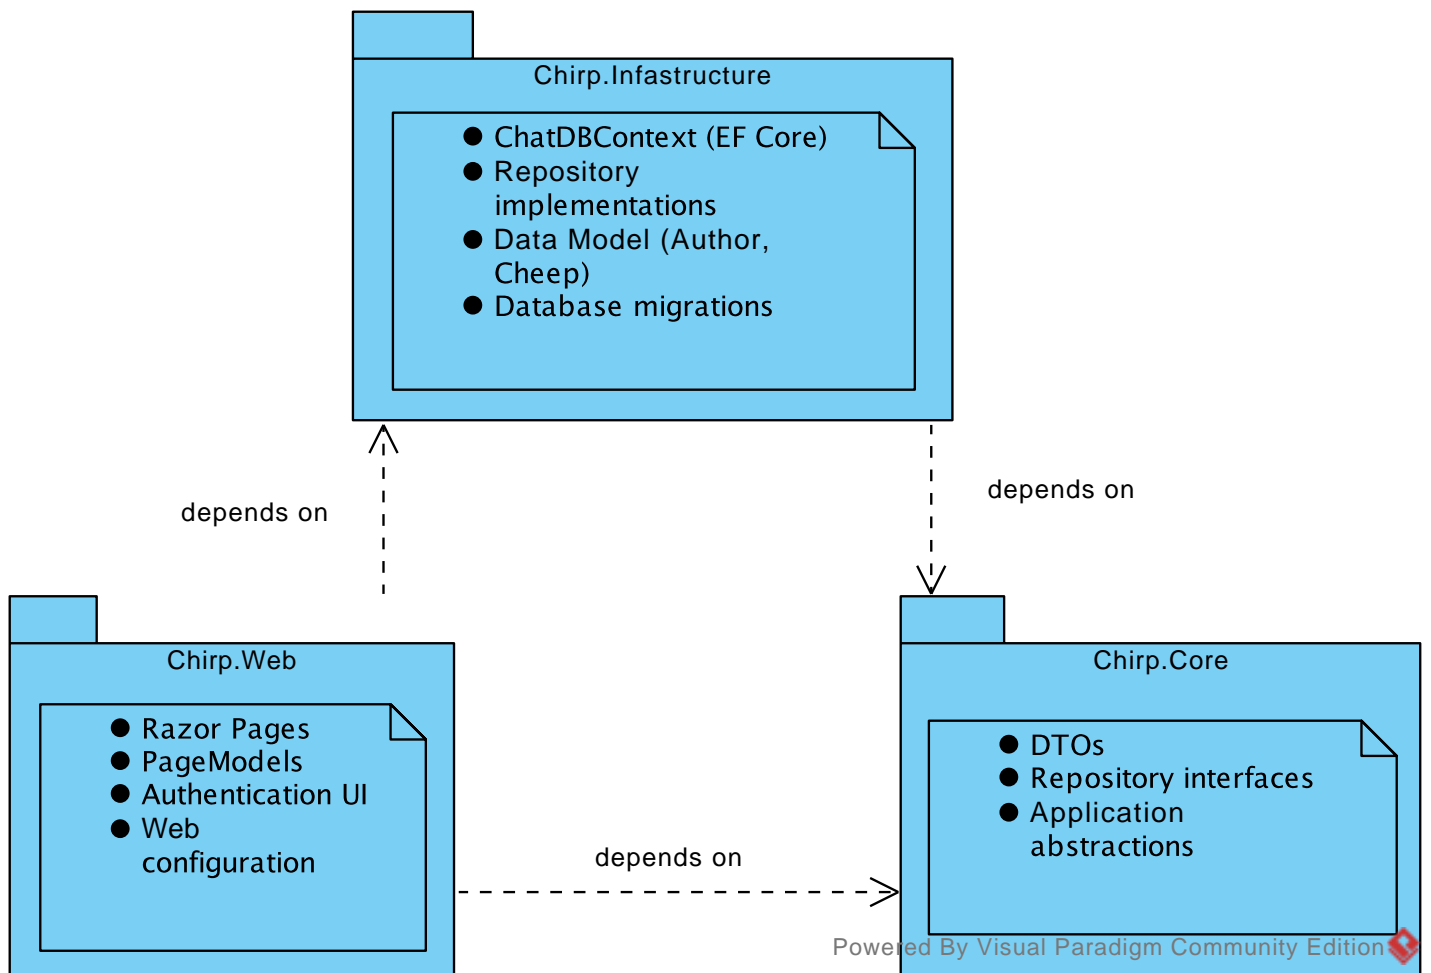 Chirp.Infastructure
● ChatDBContext (EF Core)
● Repository
implementations
● Data Model (Author,
Cheep)
● Database migrations
depends on
depends on
Chirp.Web
● Razor Pages
● PageModels
● Authentication UI
● Web
configuration
depends on
Chirp.Core
● DTOs
● Repository interfaces
● Application
abstractions
Powered By Visual Paradigm Community Edition